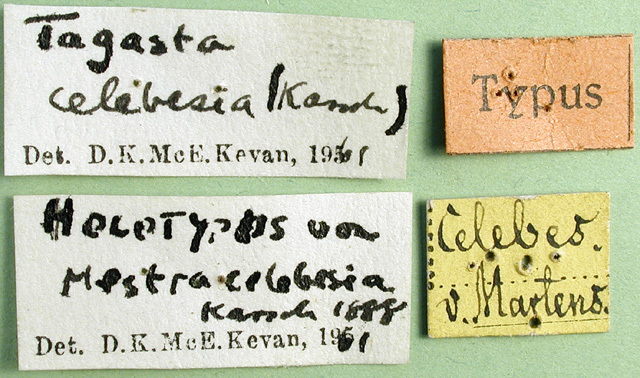 Tagasta
celebesia (Karsch)
Det. D.K.McE.Kevan, 1961
Typus
HOLOTYPUS von
Mestra celebesia
Karsch 1888
Det. D.K.McE.Kevan, 1961
Celebes.
v. Martens.